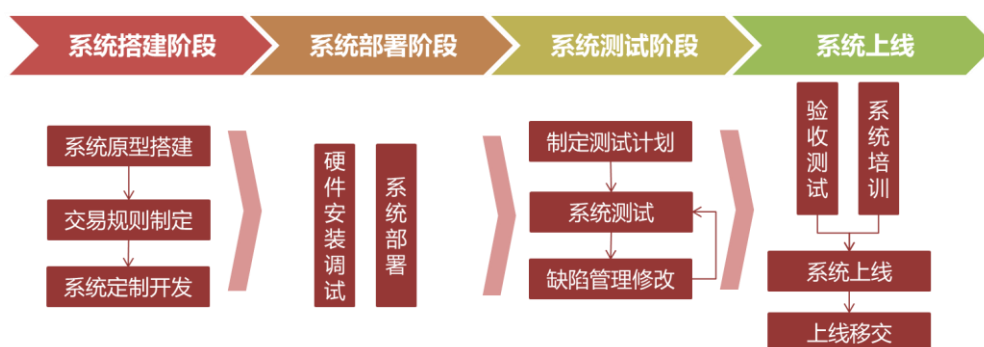 系统搭建阶段
系统部署阶段
系统测试阶段
系统上线
系统原型搭建
交易规则制定
系统定制开发
硬件安装调试
系统部署
制定测试计划
系统测试
缺陷管理修改
验收测试
系统培训
系统上线
上线移交